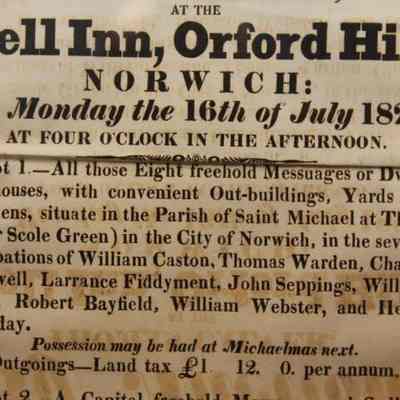 AT THE
ell Inn, Orford Hi
NORWICH:
Monday the 16th of July 182
AT FOUR O'CLOCK IN THE AFTERNOON.
ot 1.—All those Eight freehold Messuages or Dw
ouses, with convenient Out-buildings, Yards
ens, situate in the Parish of Saint Michael at Th
r Scole Green) in the City of Norwich, in the sev
pations of William Caston, Thomas Warden, Cha
well, Larrance Fiddyment, John Seppings, Will
Robert Bayfield, William Webster, and He
day.
Possession may be had at Michaelmas next.
Outgoings—Land tax £1 12. 0. per annum,